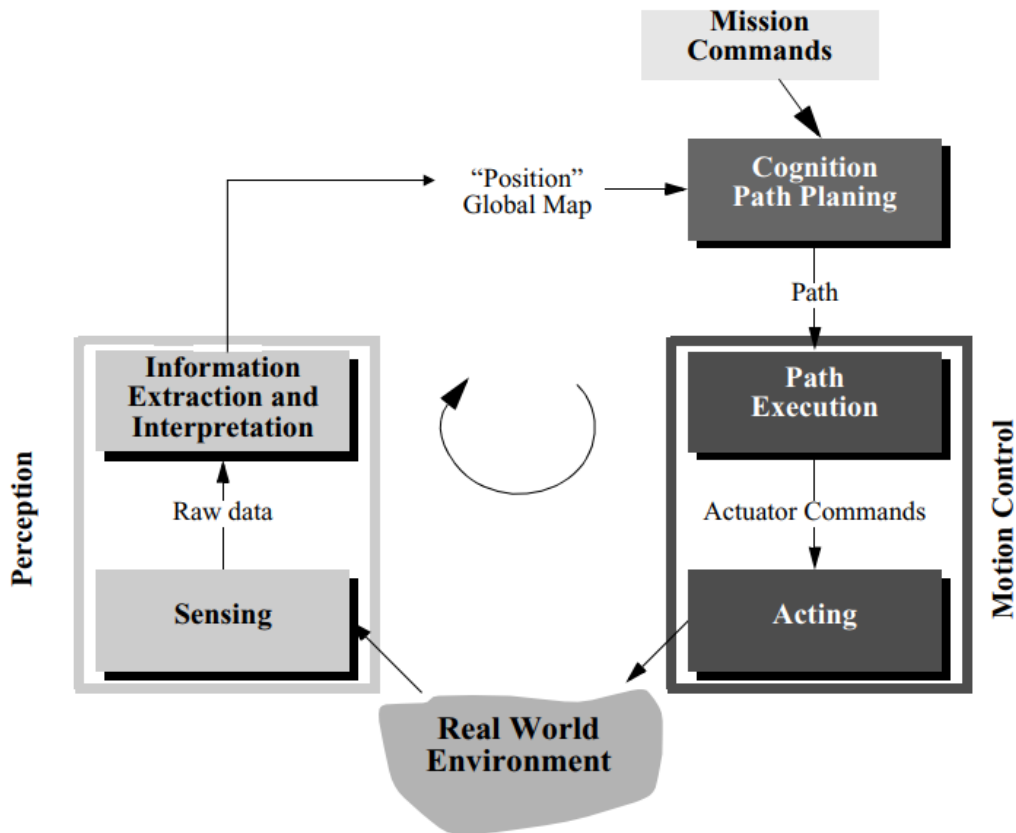 Mission
Commands
Cognition
Path Planing
“Position”
Global Map
Path
Information
Extraction and
Interpretation
Path
Execution
Perception
Raw data
Actuator Commands
Motion Control
Sensing
Acting
Real World
Environment